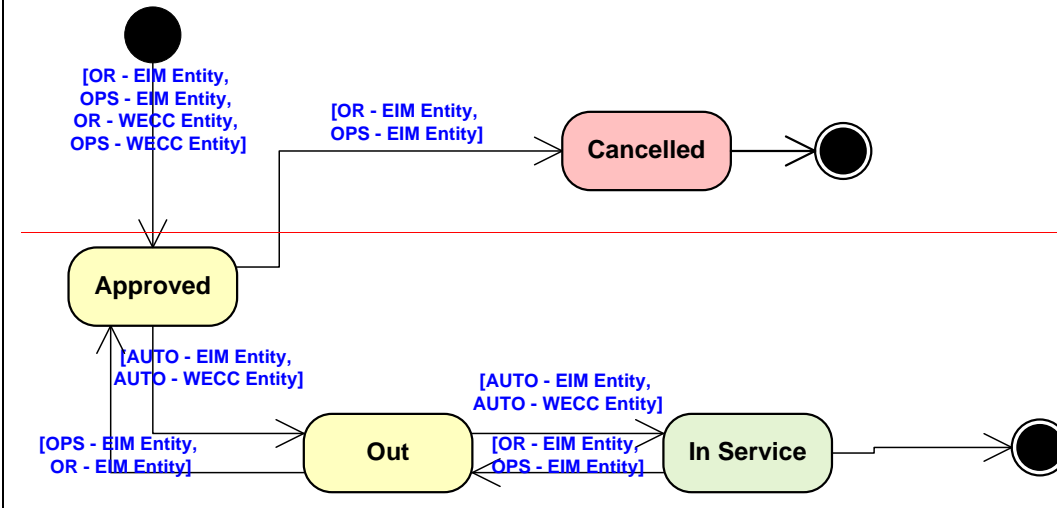 [OR - EIM Entity,
OPS - EIM Entity,
OR - WECC Entity,
OPS - WECC Entity]
[OR - EIM Entity,
OPS - EIM Entity]
Cancelled
Approved
[AUTO - EIM Entity,
AUTO - WECC Entity]
[AUTO - EIM Entity,
AUTO - WECC Entity]
[OPS - EIM Entity,
OR - EIM Entity]
Out
[OR - EIM Entity,
OPS - EIM Entity]
In Service